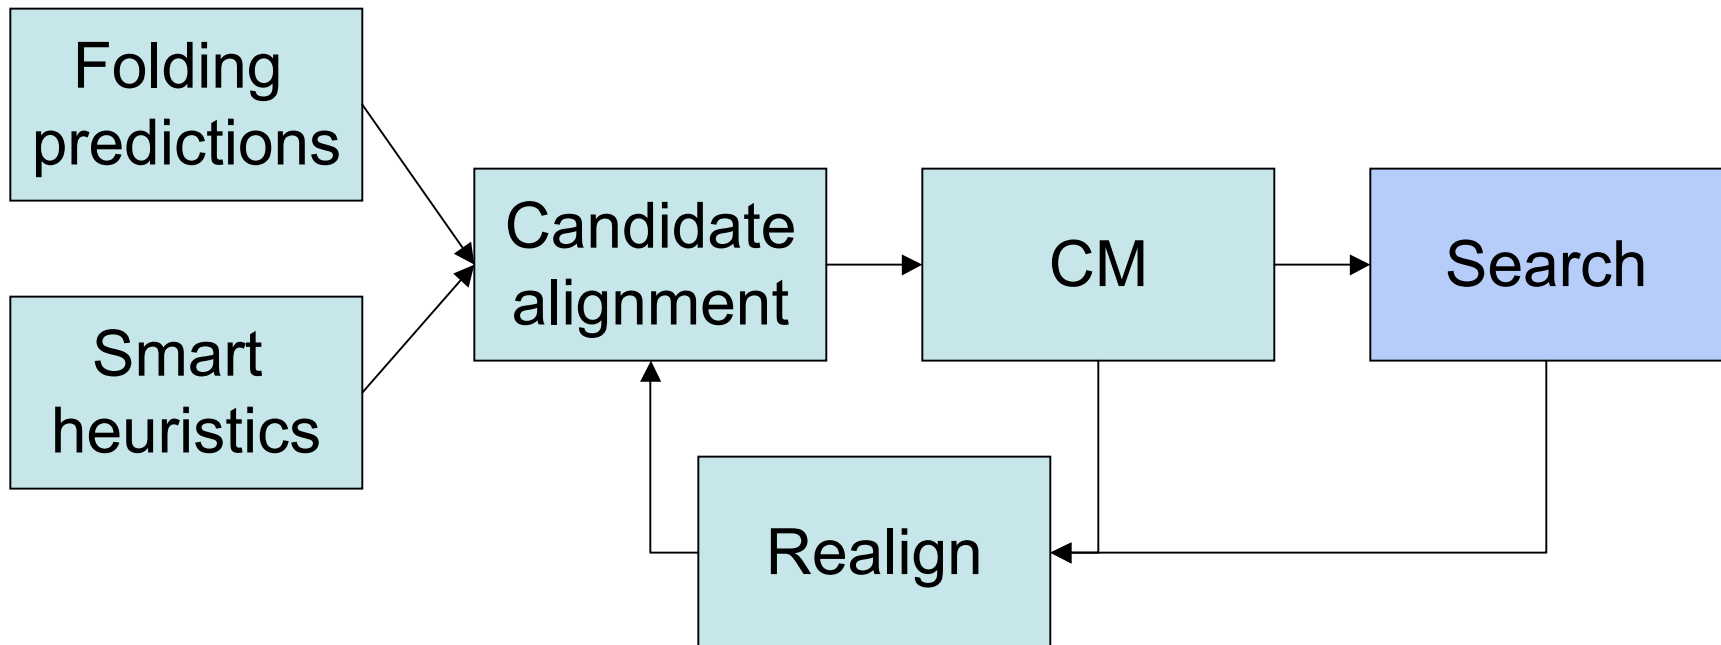 Folding
predictions
Smart
heuristics
Candidate
alignment
CM
Search
Realign